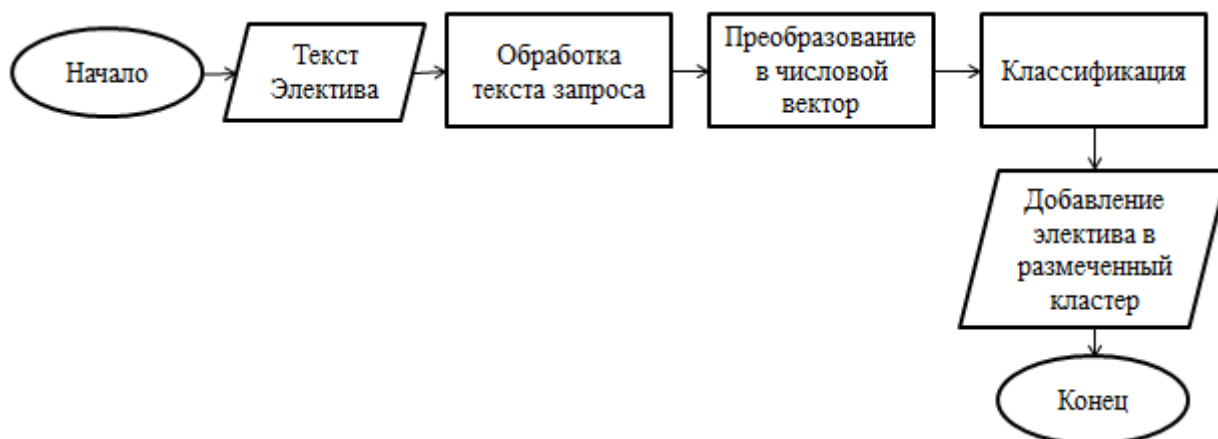 Начало
Текст
Электива
Обработка
текста запроса
Преобразование
в числовой
вектор
Классификация
Добавление
электива в
размеченный
кластер
Конец